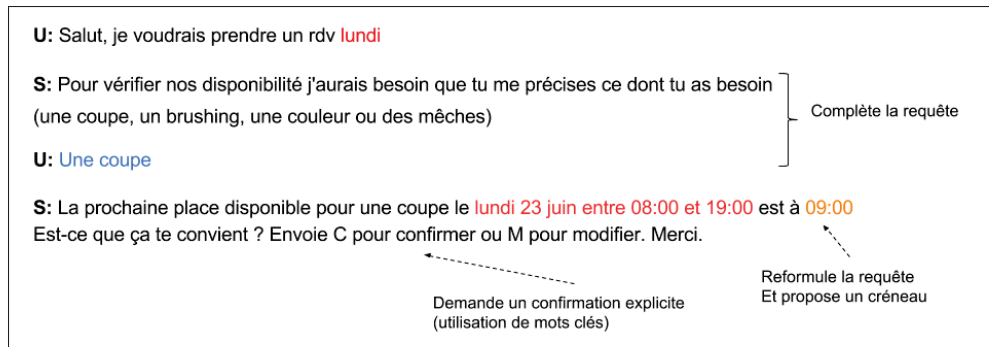 U: Salut, je voudrais prendre un rdv lundi
S: Pour vérifier nos disponibilité j'aurais besoin que tu me précises ce dont tu as besoin
(une coupe, un brushing, une couleur ou des mêches)
Complète la requête
U: Une coupe
S: La prochaine place disponible pour une coupe le lundi 23 juin entre 08:00 et 19:00 est à 09:00
Est-ce que ça te convient ? Envoie C pour confirmer ou M pour modifier. Merci.
Reformule la requête
Et propose un créneau
Demande un confirmation explicite
(utilisation de mots clés)